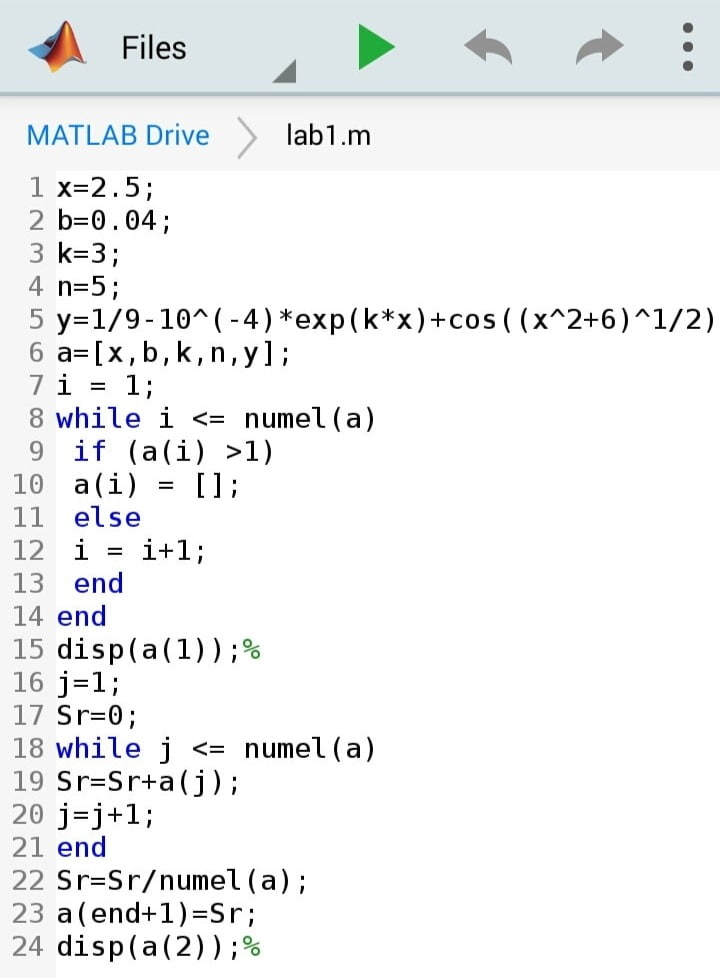 Files
MATLAB Drive lab1.m
1 x=2.5;
2 b=0.04;
3 k=3;
4 n=5;
5 y=1/9-10^(-4)*exp(k*x)+cos((x^2+6)^1/2)
6 a=[x,b,k,n,y];
7 i = 1;
8 while i <= numel(a)
9 if (a(i) >1)
10 a(i) = [];
11 else
12 i = i+1;
13 end
14 end
15 disp(a(1));%
16 j=1;
17 Sr=0;
18 while j <= numel(a)
19 Sr=Sr+a(j);
20 j=j+1;
21 end
22 Sr=Sr/numel(a);
23 a(end+1)=Sr;
24 disp(a(2));%